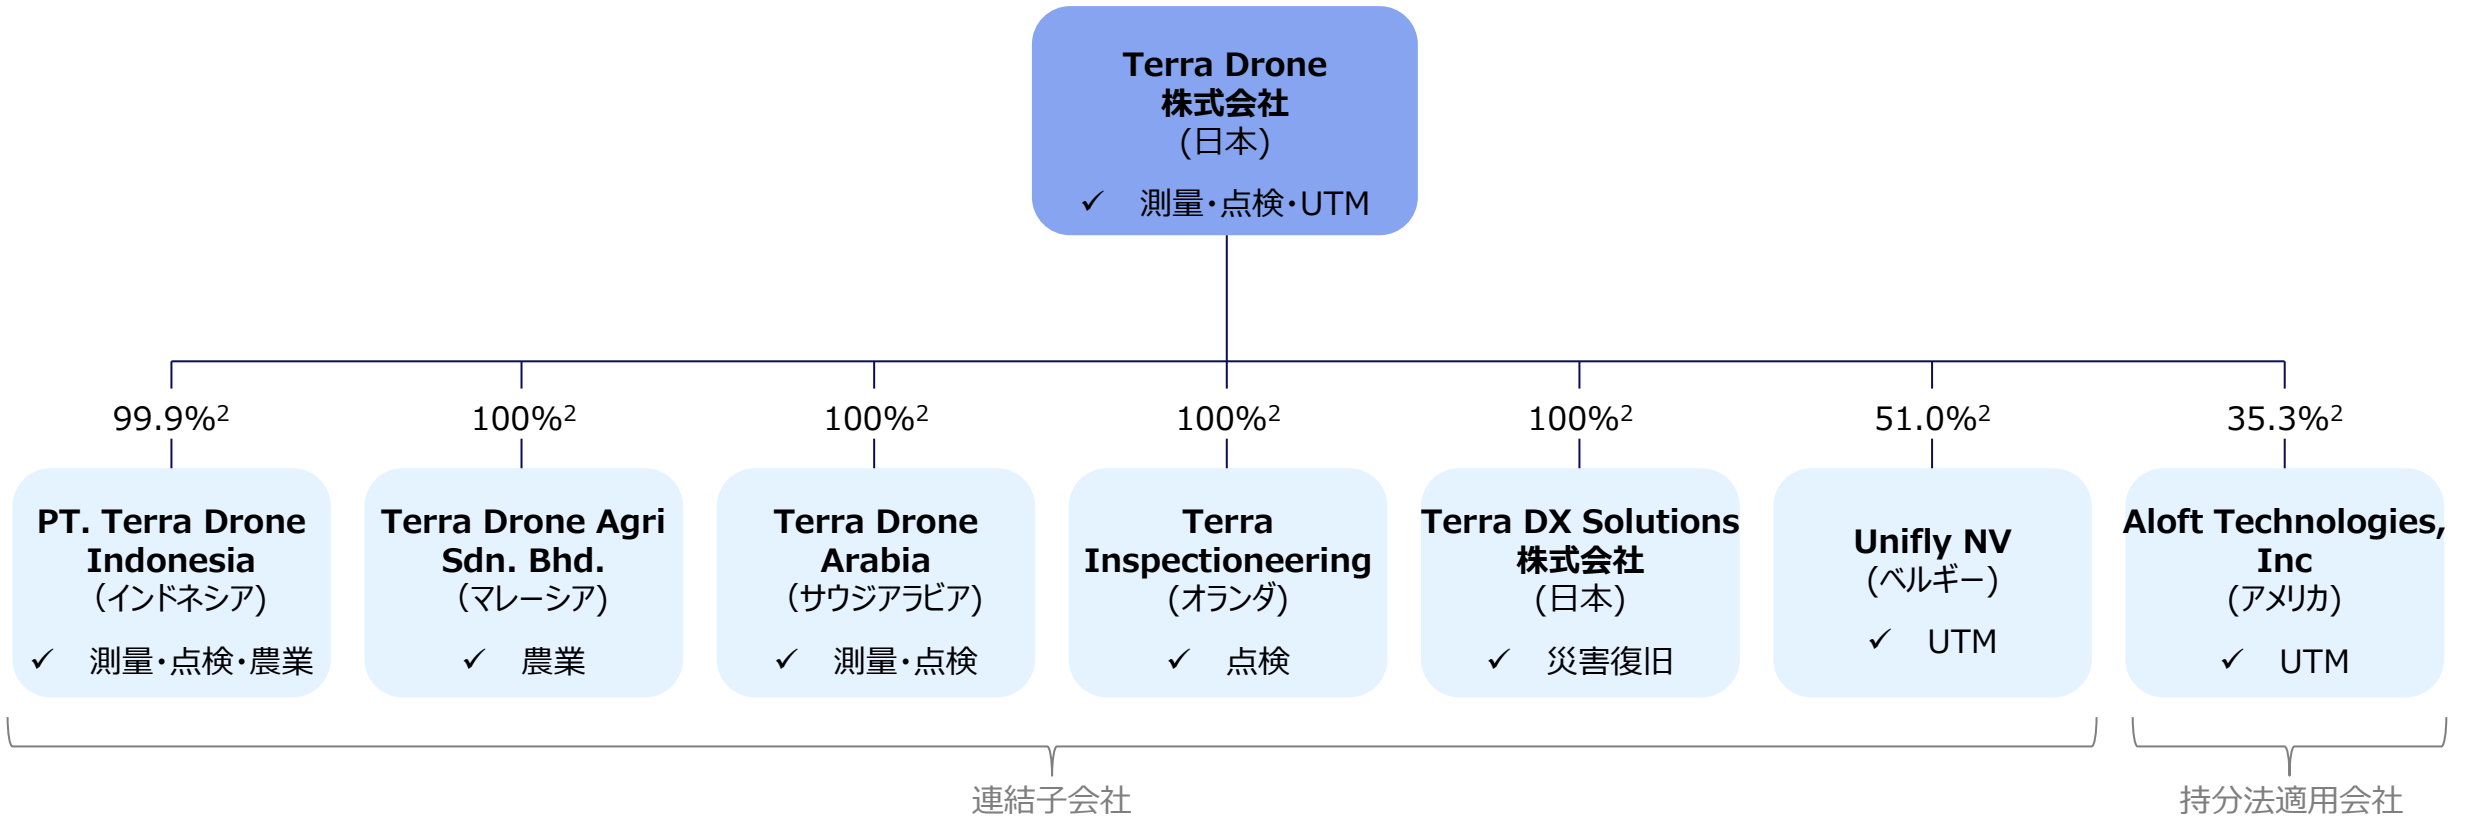 Terra Drone
株式会社
(日本)
✓ 測量・点検・UTM
99.9%2
100%2
100%2
100%2
100%2
51.0%2
35.3%2
PT. Terra Drone
Indonesia
(インドネシア)
✓ 測量・点検・農業
Terra Drone Agri
Sdn. Bhd.
(マレーシア)
✓ 農業
Terra Drone
Arabia
(サウジアラビア)
✓ 測量・点検
Terra
Inspectioneering
(オランダ)
✓ 点検
Terra DX Solutions
株式会社
(日本)
✓ 災害復旧
Unifly NV
(ベルギー)
✓ UTM
Aloft Technologies,
Inc
(アメリカ)
✓ UTM
連結子会社
持分法適用会社